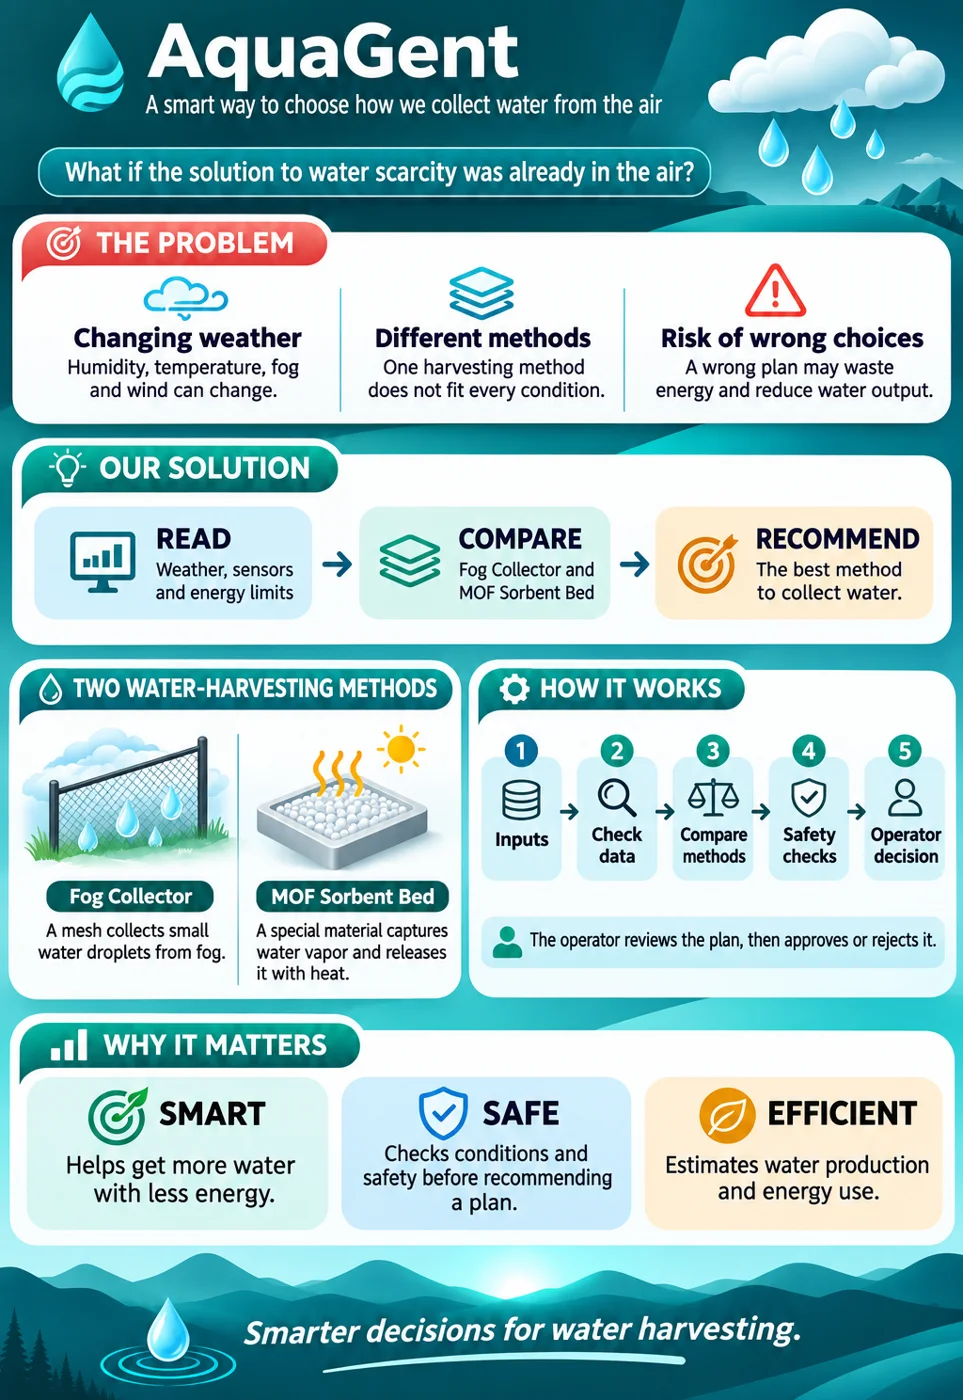 AquaGent
A smart way to choose how we collect water from the air
What if the solution to water scarcity was already in the air?
THE PROBLEM
Changing weather
Humidity, temperature, fog
and wind can change.
Different methods
One harvesting method
does not fit every condition.
Risk of wrong choices
A wrong plan may waste
energy and reduce water output.
OUR SOLUTION
READ
Weather, sensors
and energy limits
COMPARE
Fog Collector and
MOF Sorbent Bed
RECOMMEND
The best method
to collect water.
TWO WATER-HARVESTING METHODS
Fog Collector
A mesh collects small
water droplets from fog.
MOF Sorbent Bed
A special material captures
water vapor and releases
it with heat.
HOW IT WORKS
1
Inputs
2
Check
data
3
Compare
methods
4
Safety
checks
5
Operator
decision
The operator reviews the plan, then approves or rejects it.
WHY IT MATTERS
SMART
Helps get more water
with less energy.
SAFE
Checks conditions and
safety before recommending
a plan.
EFFICIENT
Estimates water production
and energy use.
Smarter decisions for water harvesting.